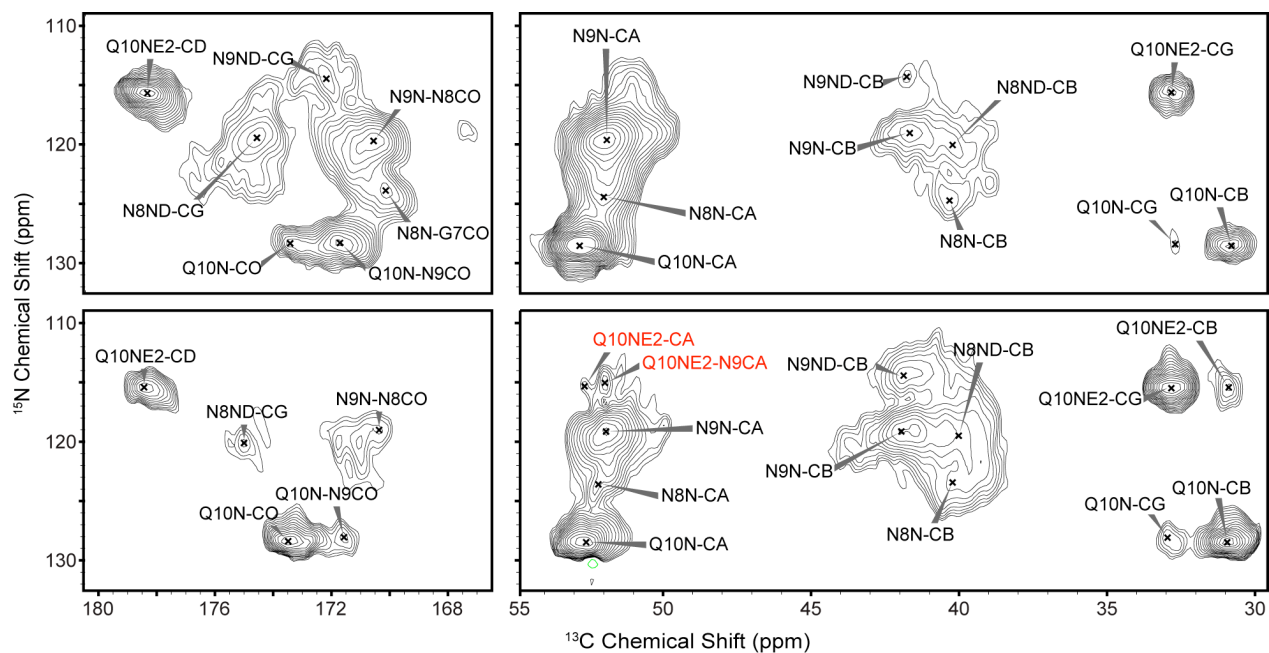 110
120
130
Q10NE2-CD
N9ND-CG
N9N-N8CO
N8ND-CG
N8N-G7CO
Q10N-CO
Q10N-N9CO
N9N-CA
N8N-CA
Q10N-CA
N9ND-CB
N8ND-CB
N9N-CB
N8N-CB
Q10NE2-CG
Q10N-CG
Q10N-CB
15N Chemical Shift (ppm)
110
120
130
Q10NE2-CD
N8ND-CG
N9N-N8CO
Q10N-CO
Q10N-N9CO
Q10NE2-CA
Q10NE2-N9CA
N9N-CA
N8N-CA
Q10N-CA
N9ND-CB
N8ND-CB
N9N-CB
N8N-CB
Q10NE2-CB
Q10NE2-CG
Q10N-CG
Q10N-CB
180 175 172 168 55 50 45 40 35 30
13C Chemical Shift (ppm)